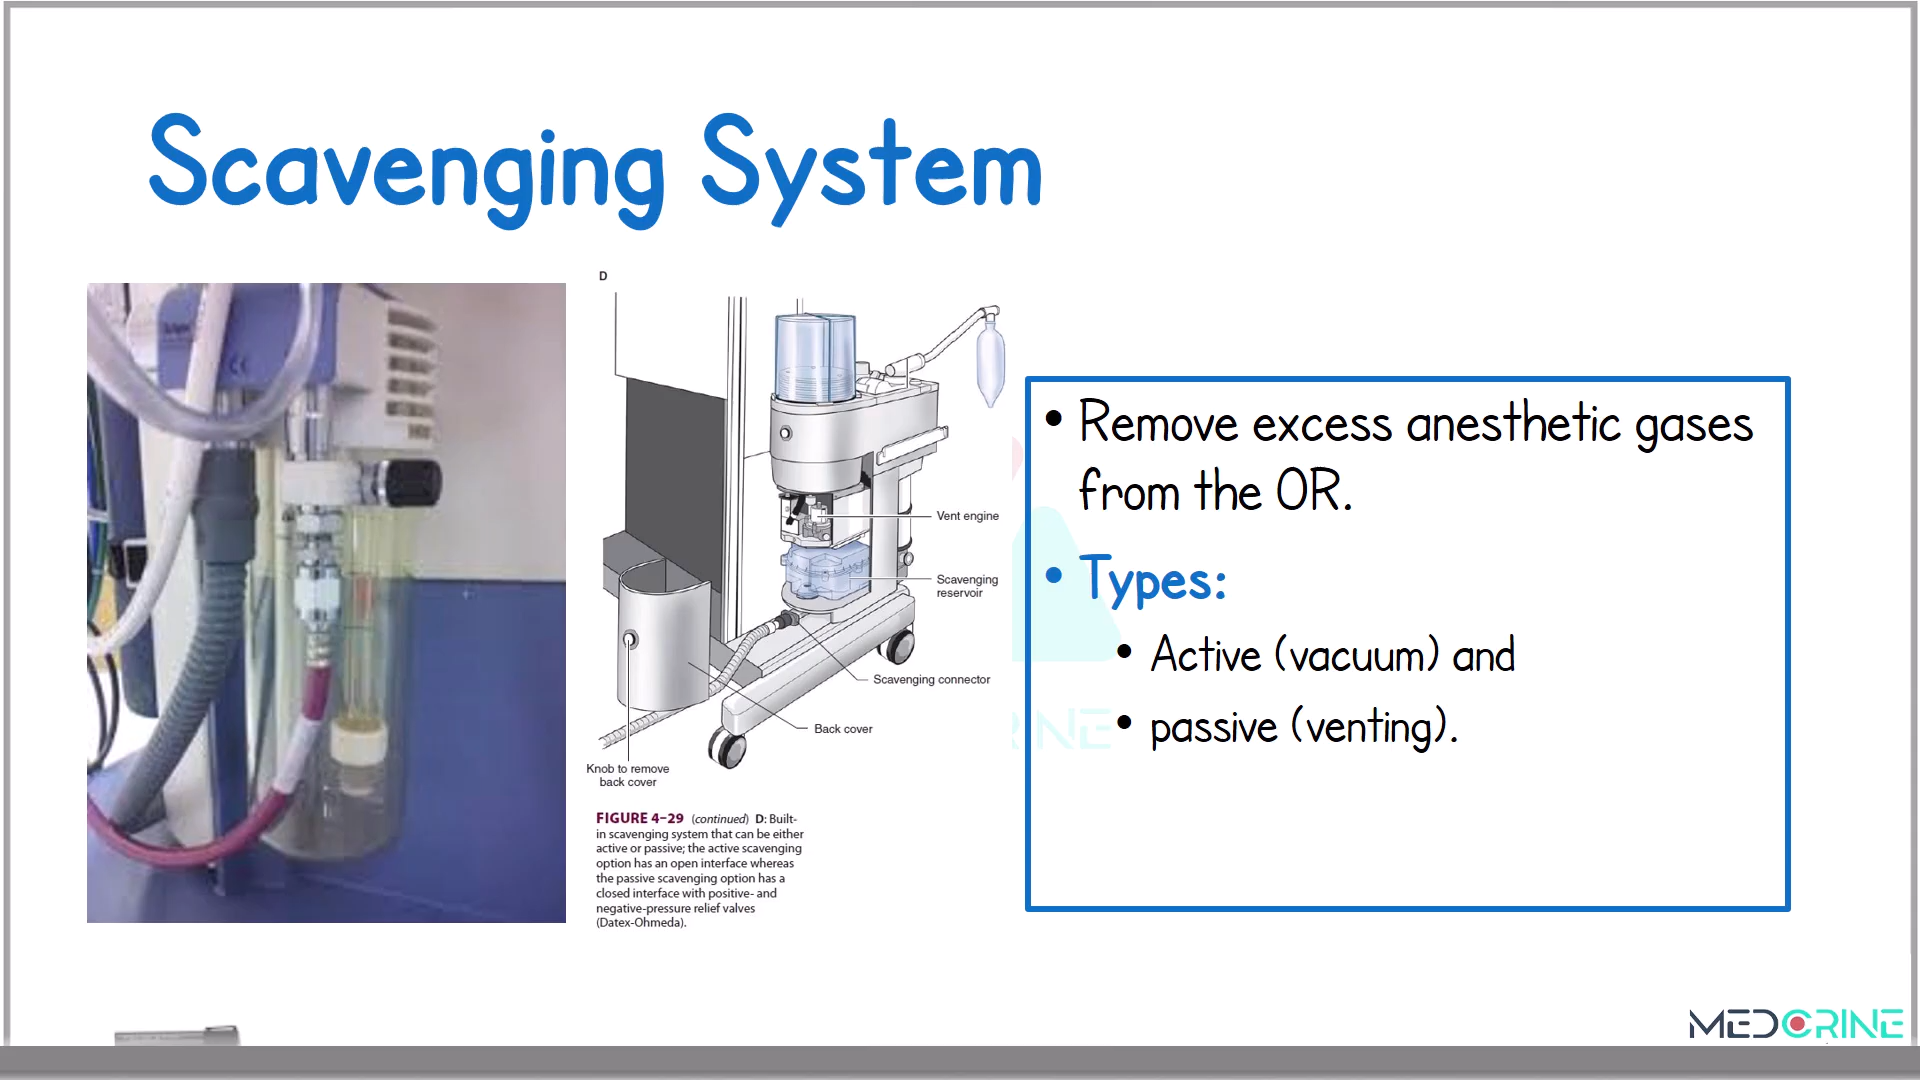 Scavenging System
D
Vent engine
Scavenging
reservoir
Scavenging connector
Back cover
Knob to remove
back cover
FIGURE 4–29 (continued) D: Built-
in scavenging system that can be either
active or passive; the active scavenging
option has an open interface whereas
the passive scavenging option has a
closed interface with positive- and
negative-pressure relief valves
(Datex-Ohmeda).
• Remove excess anesthetic gases
from the OR.
• Types:
• Active (vacuum) and
• passive (venting).
MEDCRINE